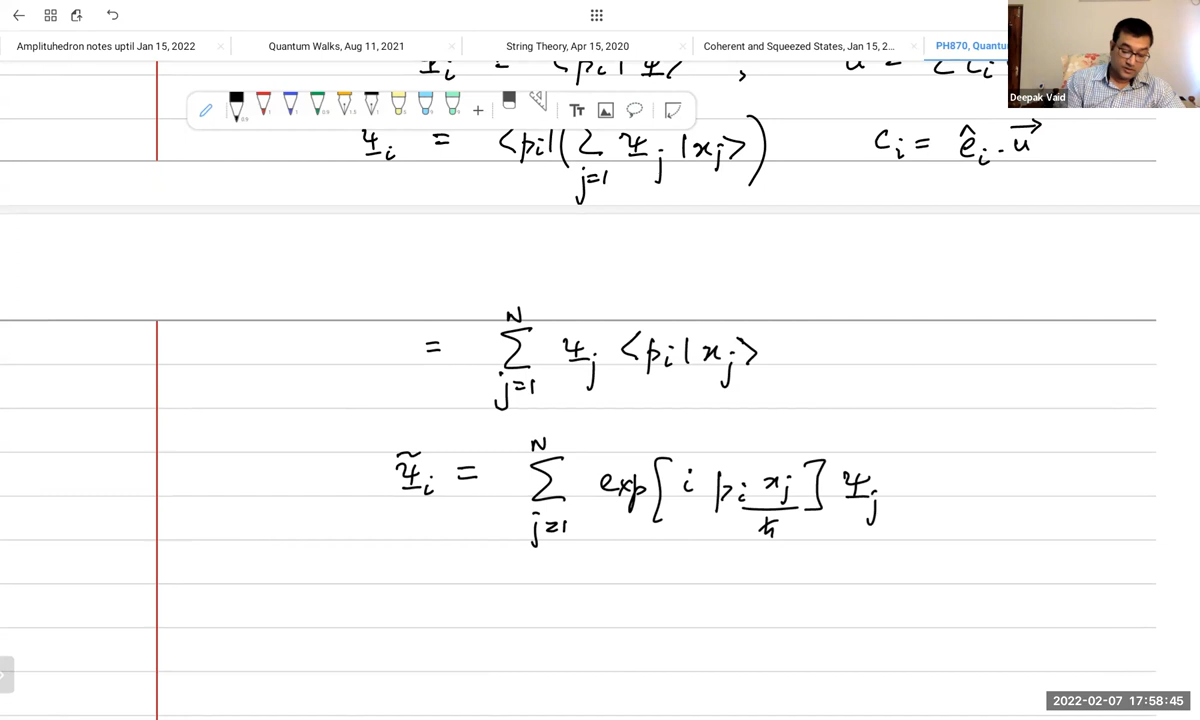 Amplituhedron notes uptil Jan 15, 2022
Quantum Walks, Aug 11, 2021
String Theory, Apr 15, 2020
Coherent and Squeezed States, Jan 15, 2...
PH870, Quantu
Deepak Vaid
Tt
Ψ_i = <p_i|(Σ_{j=1} Ψ_j |x_j>)
c_i = ê_i · u⃗
= Σ_{j=1}^{N} Ψ_j <p_i|x_j>
Ψ̃_i = Σ_{j=1}^{N} exp[i p_i x_j / ħ] Ψ_j
2022-02-07 17:58:45